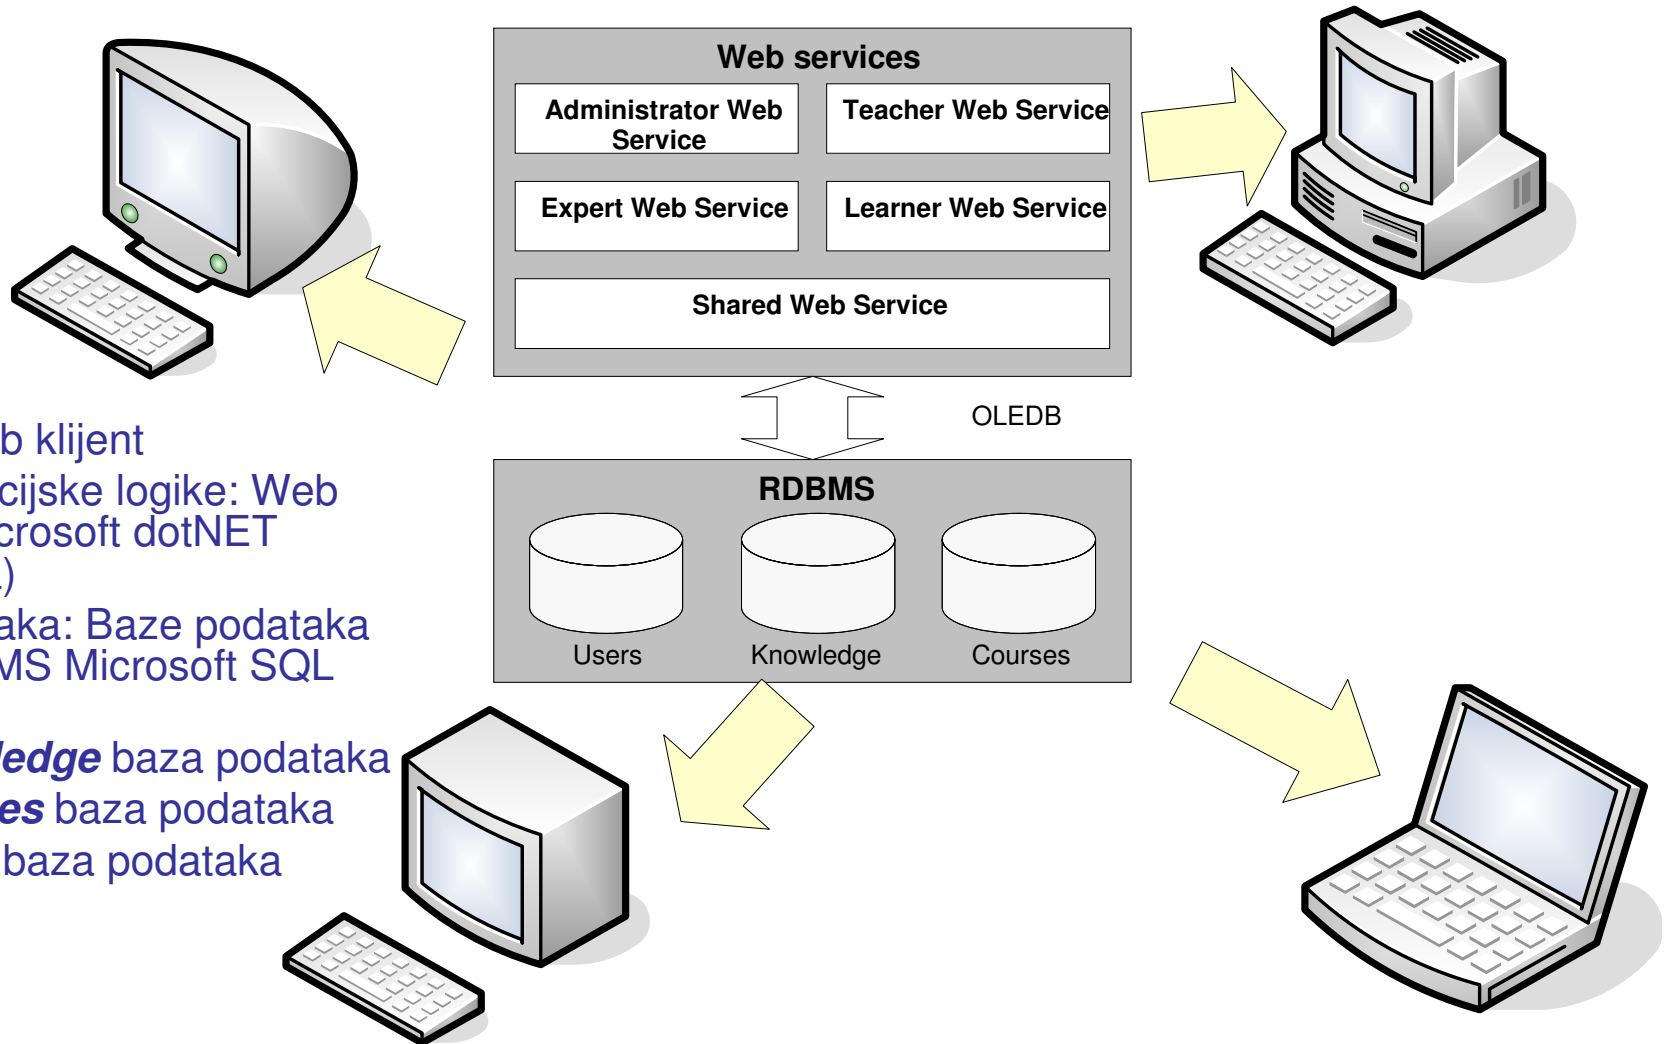 Web services
Administrator Web
Service
Teacher Web Service
Expert Web Service
Learner Web Service
Shared Web Service
OLEDB
RDBMS
Users
Knowledge
Courses
b klijent
cijske logike: Web
crosoft dotNET
)
aka: Baze podataka
MS Microsoft SQL
ledge baza podataka
es baza podataka
baza podataka